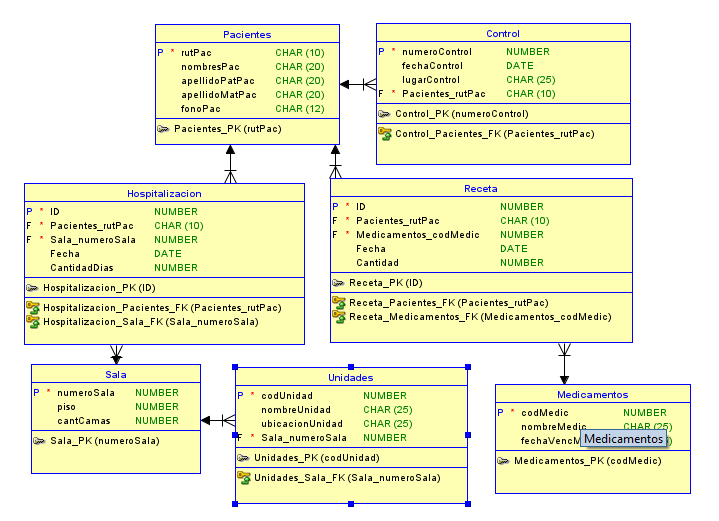 Pacientes
P * rutPac CHAR (10)
nombresPac CHAR (20)
apellidoPatPac CHAR (20)
apellidoMatPac CHAR (20)
fonoPac CHAR (12)
Pacientes_PK (rutPac)
Control
P * numeroControl NUMBER
fechaControl DATE
lugarControl CHAR (25)
F * Pacientes_rutPac CHAR (10)
Control_PK (numeroControl)
Control_Pacientes_FK (Pacientes_rutPac)
Hospitalizacion
P * ID NUMBER
F * Pacientes_rutPac CHAR (10)
F * Sala_numeroSala NUMBER
Fecha DATE
CantidadDias NUMBER
Hospitalizacion_PK (ID)
Hospitalizacion_Pacientes_FK (Pacientes_rutPac)
Hospitalizacion_Sala_FK (Sala_numeroSala)
Receta
P * ID NUMBER
F * Pacientes_rutPac CHAR (10)
F * Medicamentos_codMedic NUMBER
Fecha DATE
Cantidad NUMBER
Receta_PK (ID)
Receta_Pacientes_FK (Pacientes_rutPac)
Receta_Medicamentos_FK (Medicamentos_codMedic)
Sala
P * numeroSala NUMBER
piso NUMBER
cantCamas NUMBER
Sala_PK (numeroSala)
Unidades
P * codUnidad NUMBER
nombreUnidad CHAR (25)
ubicacionUnidad CHAR (25)
F * Sala_numeroSala NUMBER
Unidades_PK (codUnidad)
Unidades_Sala_FK (Sala_numeroSala)
Medicamentos
P * codMedic NUMBER
nombreMedic CHAR (25)
Medicamentos
Medicamentos_PK (codMedic)